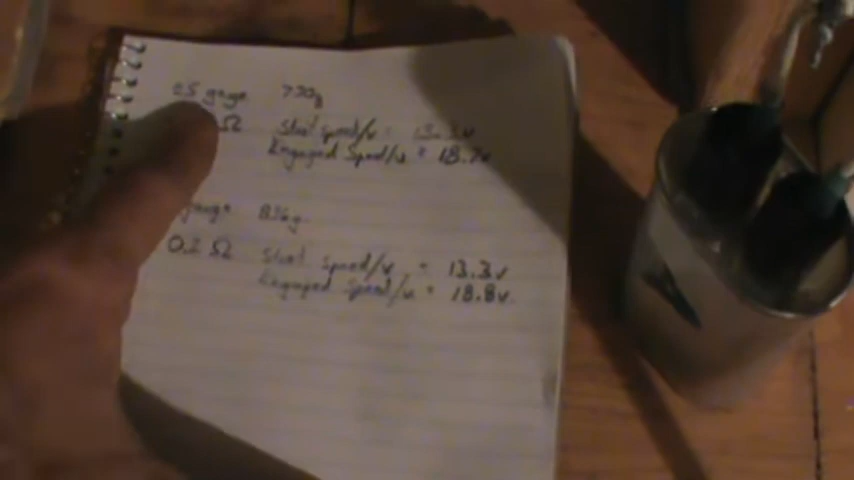 gauge 730g
Ω Start speed/v = 13.3v
Engaged Speed/v = 18.7v
gauge 836g
0.2 Ω Start speed/v = 13.3v
Engaged speed/v = 18.8v